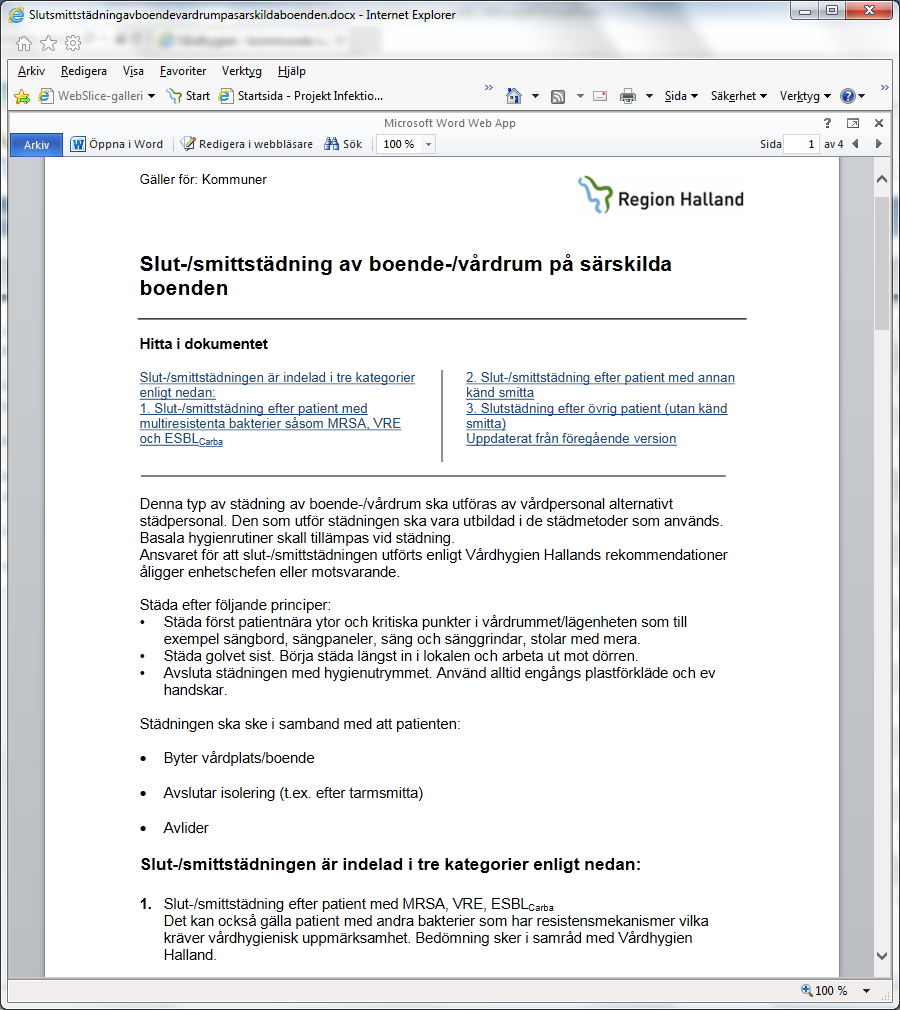 Slutsmittstädningavboendevardrumpasarskildaboenden.docx - Internet Explorer
Arkiv Redigera Visa Favoriter Verktyg Hjälp
WebSlice-galleri Start Startsida - Projekt Infektio... » Sida Säkerhet Verktyg »
Microsoft Word Web App
Arkiv Öppna i Word Redigera i webbläsare Sök 100 % Sida 1 av 4
Gäller för: Kommuner
Region Halland
Slut-/smittstädning av boende-/vårdrum på särskilda
boenden
Hitta i dokumentet
Slut-/smittstädningen är indelad i tre kategorier
enligt nedan:
1. Slut-/smittstädning efter patient med
multiresistenta bakterier såsom MRSA, VRE
och ESBLCarba
2. Slut-/smittstädning efter patient med annan
känd smitta
3. Slutstädning efter övrig patient (utan känd
smitta)
Uppdaterat från föregående version
Denna typ av städning av boende-/vårdrum ska utföras av vårdpersonal alternativt
städpersonal. Den som utför städningen ska vara utbildad i de städmetoder som används.
Basala hygienrutiner skall tillämpas vid städning.
Ansvaret för att slut-/smittstädningen utförts enligt Vårdhygien Hallands rekommendationer
åligger enhetschefen eller motsvarande.
Städa efter följande principer:
• Städa först patientnära ytor och kritiska punkter i vårdrummet/lägenheten som till
exempel sängbord, sängpaneler, säng och sänggrindar, stolar med mera.
• Städa golvet sist. Börja städa längst in i lokalen och arbeta ut mot dörren.
• Avsluta städningen med hygienutrymmet. Använd alltid engångs plastförkläde och ev
handskar.
Städningen ska ske i samband med att patienten:
• Byter vårdplats/boende
• Avslutar isolering (t.ex. efter tarmsmitta)
• Avlider
Slut-/smittstädningen är indelad i tre kategorier enligt nedan:
1. Slut-/smittstädning efter patient med MRSA, VRE, ESBLCarba
Det kan också gälla patient med andra bakterier som har resistensmekanismer vilka
kräver vårdhygienisk uppmärksamhet. Bedömning sker i samråd med Vårdhygien
Halland.
100 %